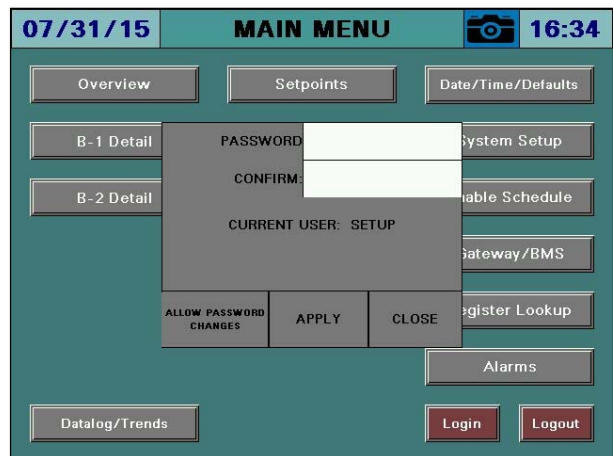 07/31/15 MAIN MENU 16:34
Overview Setpoints Date/Time/Defaults
B-1 Detail PASSWORD System Setup
CONFIRM:
B-2 Detail able Schedule
CURRENT USER: SETUP
ateway/BMS
ALLOW PASSWORD
CHANGES
APPLY CLOSE egister Lookup
Alarms
Datalog/Trends Login Logout